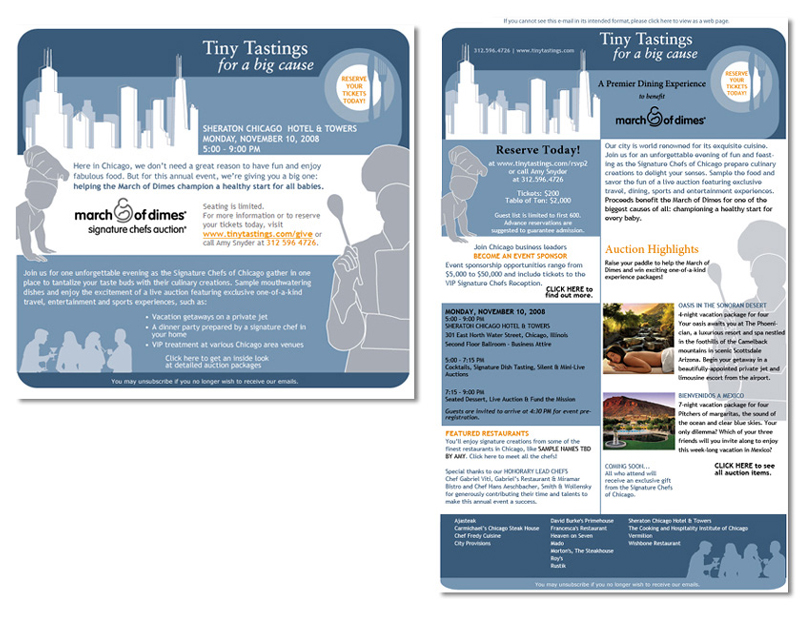 Tiny Tastings
for a big cause
RESERVE
YOUR
TICKETS
TODAY!
SHERATON CHICAGO HOTEL & TOWERS
MONDAY, NOVEMBER 10, 2008
5:00 - 9:00 PM
Here in Chicago, we don't need a great reason to have fun and enjoy
fabulous food. But for this annual event, we're giving you a big one:
helping the March of Dimes champion a healthy start for all babies.
march of dimes®
signature chefs auction®
Seating is limited.
For more information or to reserve
your tickets today, visit
www.tinytastings.com/give or
call Amy Snyder at 312 596 4726.
Join us for one unforgettable evening as the Signature Chefs of Chicago gather in one
place to tantalize your taste buds with their culinary creations. Sample mouthwatering
dishes and enjoy the excitement of a live auction featuring exclusive one-of-a-kind
travel, entertainment and sports experiences, such as:
• Vacation getaways on a private jet
• A dinner party prepared by a signature chef in
your home
• VIP treatment at various Chicago area venues
Click here to get an inside look
at detailed auction packages
You may unsubscribe if you no longer wish to receive our emails.
If you cannot see this e-mail in its intended format, please click here to view as a web page.
312.596.4726 | www.tinytastings.com
Tiny Tastings
for a big cause
RESERVE
YOUR
TICKETS
TODAY!
A Premier Dining Experience
to benefit
march of dimes®
Reserve Today!
at www.tinytastings/rsvp2
or call Amy Snyder
at 312.596.4726
Tickets: $200
Table of Ten: $2,000
Guest list is limited to first 600.
Advance reservations are
suggested to guarantee admission.
Join Chicago business leaders
BECOME AN EVENT SPONSOR
Event sponsorship opportunities range from
$5,000 to $50,000 and include tickets to the
VIP Signature Chefs Reception.
CLICK HERE to
find out more.
MONDAY, NOVEMBER 10, 2008
5:00 - 9:00 PM
SHERATON CHICAGO HOTEL & TOWERS
301 East North Water Street, Chicago, Illinois
Second Floor Ballroom - Business Attire
5:00 - 7:15 PM
Cocktails, Signature Dish Tasting, Silent & Mini-Live
Auctions
7:15 - 9:00 PM
Seated Dessert, Live Auction & Fund the Mission
Guests are invited to arrive at 4:30 PM for event pre-
registration.
FEATURED RESTAURANTS
You'll enjoy signature creations from some of the
finest restaurants in Chicago, like SAMPLE NAMES TBD
BY AMY. Click here to meet all the chefs!
Special thanks to our HONORARY LEAD CHEFS
Chef Gabriel Viti, Gabriel's Restaurant & Miramar
Bistro and Chef Hans Aeschbacher, Smith & Wollensky
for generously contributing their time and talents to
make this annual event a success.
Our city is world renowned for its exquisite cuisine.
Join us for an unforgettable evening of fun and feast-
ing as the Signature Chefs of Chicago prepare culinary
creations to delight your senses. Sample the food and
savor the fun of a live auction featuring exclusive
travel, dining, sports and entertainment experiences.
Proceeds benefit the March of Dimes for one of the
biggest causes of all: championing a healthy start for
every baby.
Auction Highlights
Raise your paddle to help the March of
Dimes and win exciting one-of-a-kind
experience packages!
OASIS IN THE SONORAN DESERT
4-night vacation package for four
Your oasis awaits you at The Phoeni-
cian, a luxurious resort and spa nestled
in the foothills of the Camelback
mountains in scenic Scottsdale
Arizona. Begin your getaway in a
beautifully-appointed private jet and
limousine escort from the airport.
BIENVENIDOS A MEXICO
7-night vacation package for four
Pitchers of margaritas, the sound of
the ocean and clear blue skies. Your
only dilemma? Which of your three
friends will you invite along to enjoy
this week-long vacation in Mexico?
COMING SOON...
All who attend will
receive an exclusive gift
from the Signature Chefs
of Chicago.
CLICK HERE to see
all auction items.
Ajasteak
Carmichael's Chicago Steak House
Chef Fredy Cuisine
City Provisions
David Burke's Primehouse
Francesca's Restaurant
Heaven on Seven
Mado
Morton's, The Steakhouse
Roy's
Rustik
Sheraton Chicago Hotel & Towers
The Cooking and Hospitality Institute of Chicago
Vermilion
Wishbone Restaurant
You may unsubscribe if you no longer wish to receive our emails.